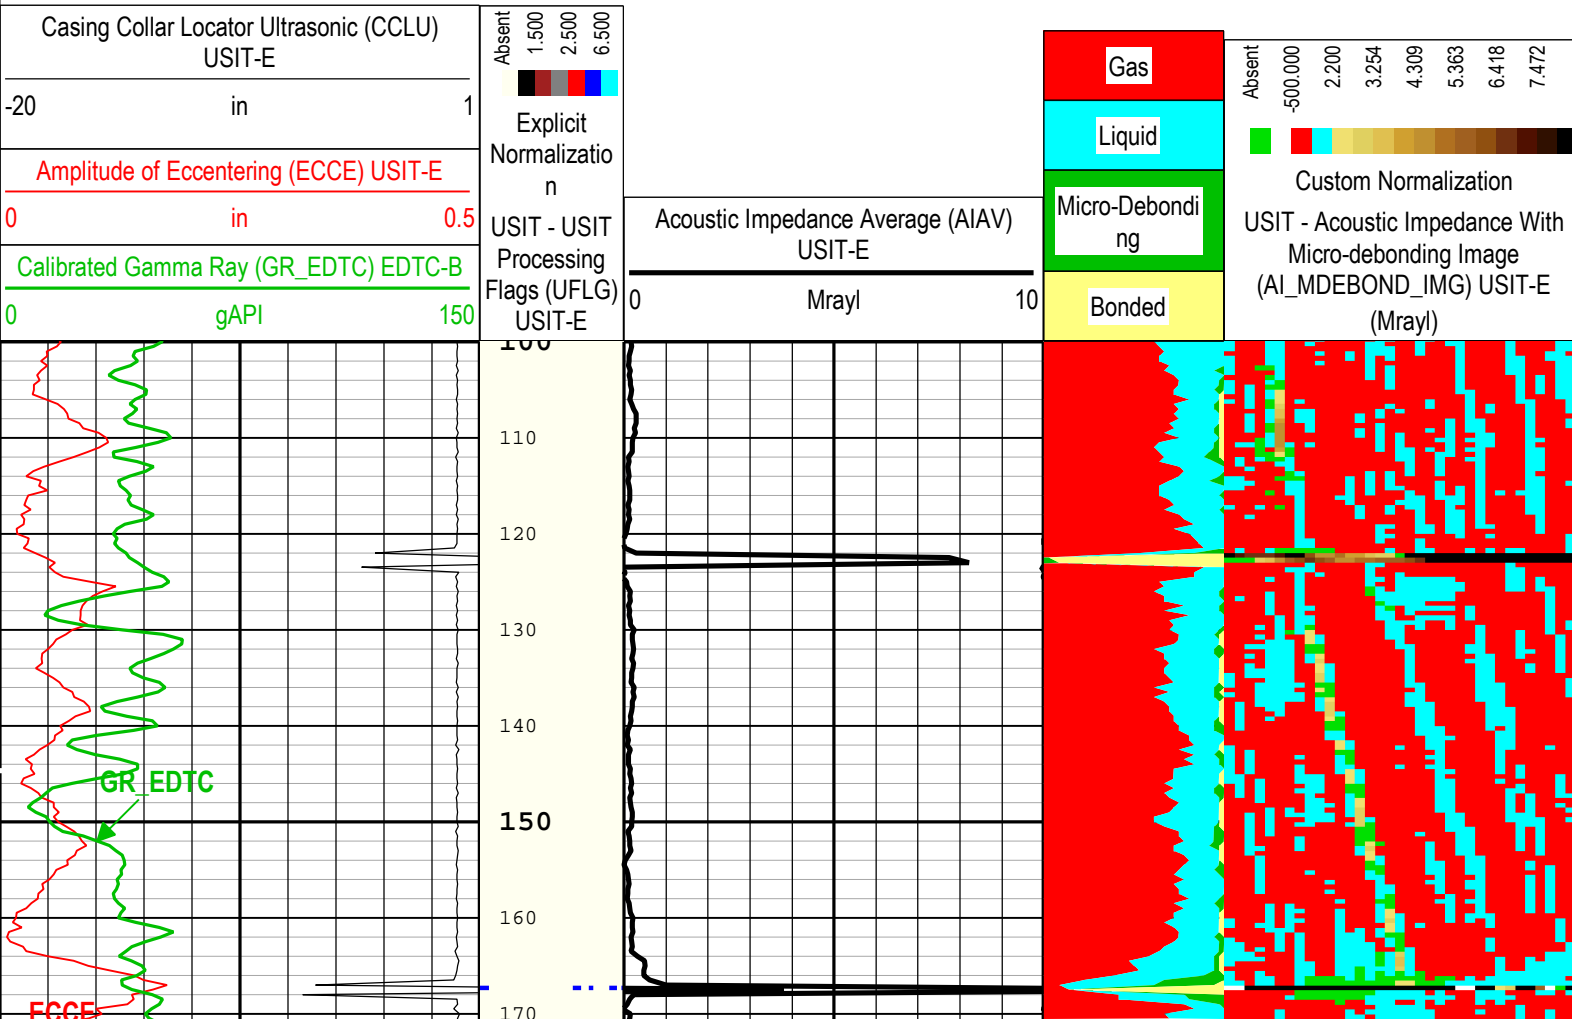 Casing Collar Locator Ultrasonic (CCLU)
USIT-E
-20 in 1
Amplitude of Eccentering (ECCE) USIT-E
0 in 0.5
Calibrated Gamma Ray (GR_EDTC) EDTC-B
0 gAPI 150
Absent
1.500
2.500
6.500
Explicit
Normalizatio
n
USIT - USIT
Processing
Flags (UFLG)
USIT-E
Acoustic Impedance Average (AIAV)
USIT-E
0 Mrayl 10
Gas
Liquid
Micro-Debondi
ng
Bonded
Absent
-500.000
2.200
3.254
4.309
5.363
6.418
7.472
Custom Normalization
USIT - Acoustic Impedance With
Micro-debonding Image
(AI_MDEBOND_IMG) USIT-E
(Mrayl)
100
110
120
130
140
GR_EDTC
150
160
170
ECCE